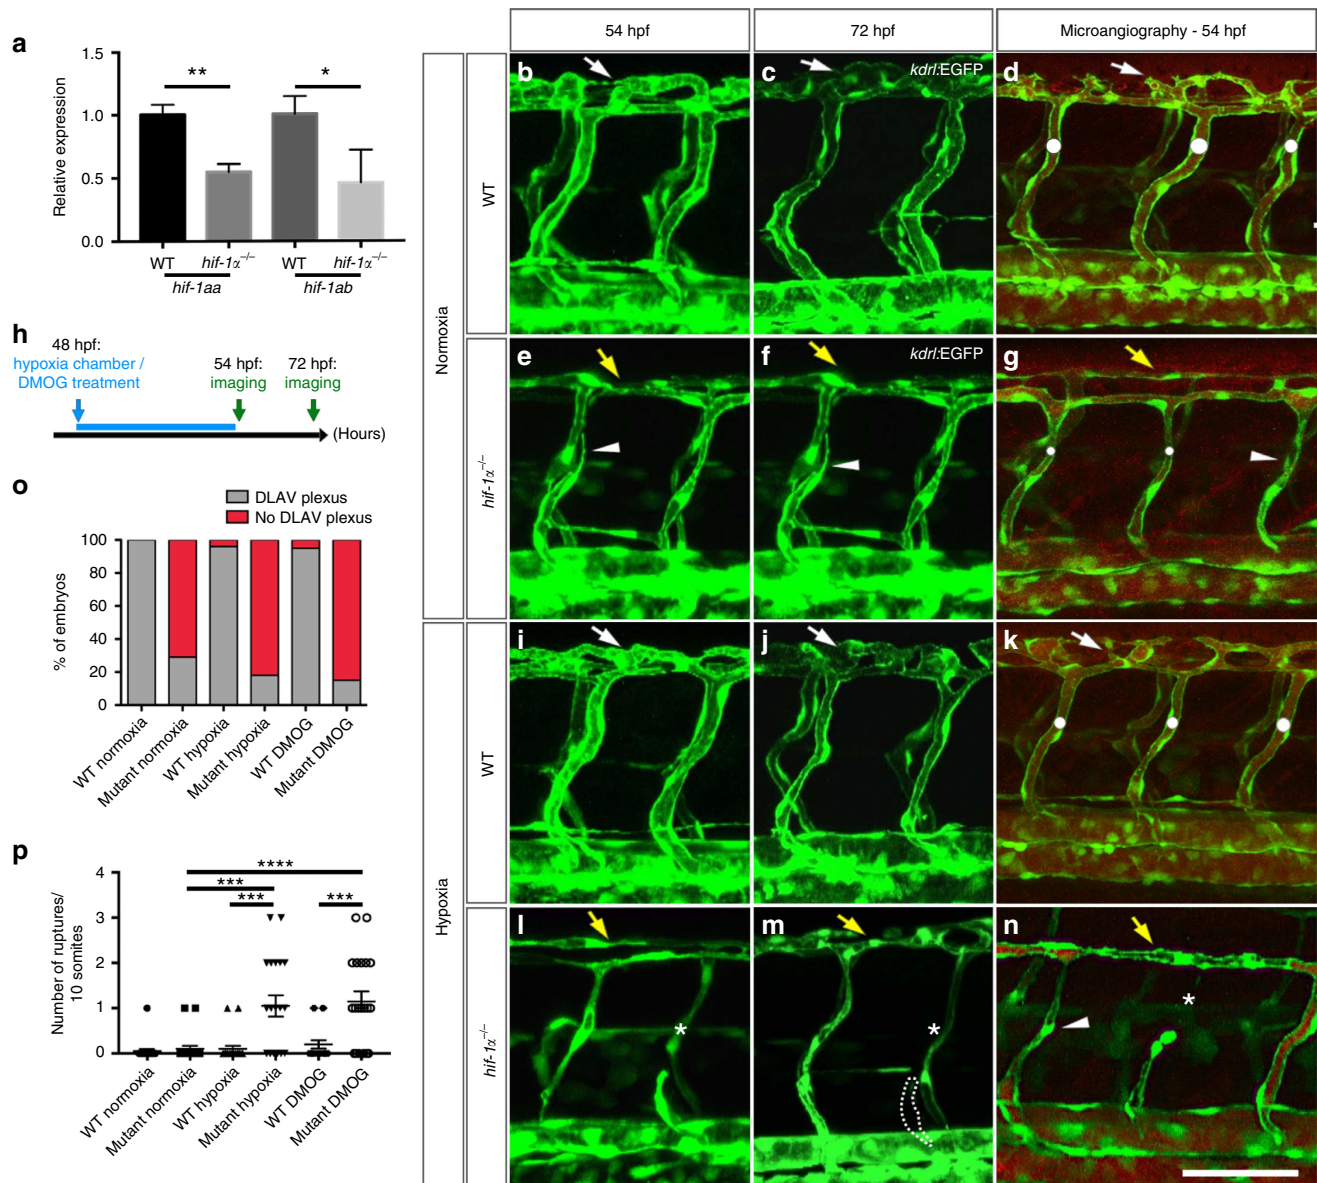 a
1.5
1.0
0.5
0.0
Relative expression
**
*
WT
hif-1α−/−
WT
hif-1α−/−
hif-1aa
hif-1ab
h
48 hpf:
hypoxia chamber /
DMOG treatment
54 hpf:
imaging
72 hpf:
imaging
(Hours)
o
DLAV plexus
No DLAV plexus
100
80
60
40
20
0
% of embryos
WT normoxia
Mutant normoxia
WT hypoxia
Mutant hypoxia
WT DMOG
Mutant DMOG
p
4
3
2
1
0
Number of ruptures/
10 somites
****
***
***
***
WT normoxia
Mutant normoxia
WT hypoxia
Mutant hypoxia
WT DMOG
Mutant DMOG
54 hpf
72 hpf
Microangiography - 54 hpf
Normoxia
WT
b
c
kdrl:EGFP
d
hif-1α−/−
e
f
kdrl:EGFP
g
Hypoxia
WT
i
j
k
hif-1α−/−
l
*
m
*
n
*